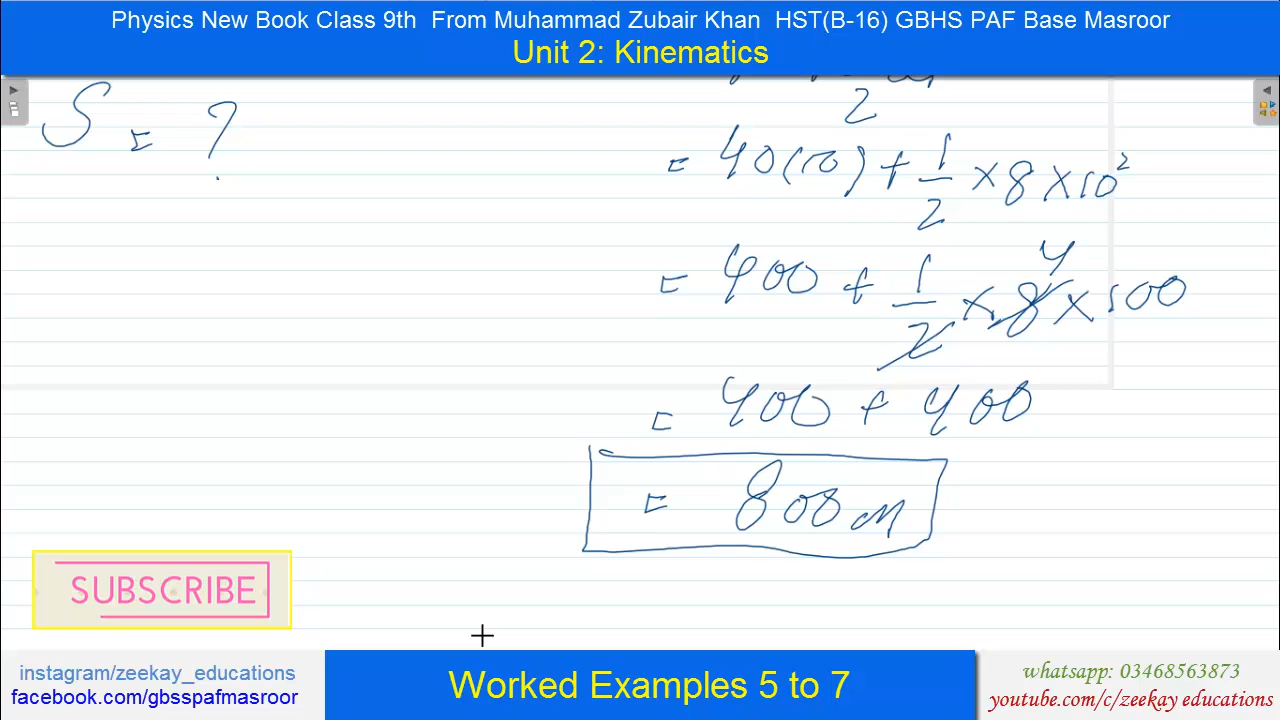 Physics New Book Class 9th From Muhammad Zubair Khan HST(B-16) GBHS PAF Base Masroor
Unit 2: Kinematics
S = ?
2
= 40(10) + 1/2 × 8 × 10²
4
= 400 + 1/2 × 8 × 100
= 400 + 400
= 800 m
SUBSCRIBE
instagram/zeekay_educations
facebook.com/gbsspafmasroor
Worked Examples 5 to 7
whatsapp: 03468563873
youtube.com/c/zeekay educations